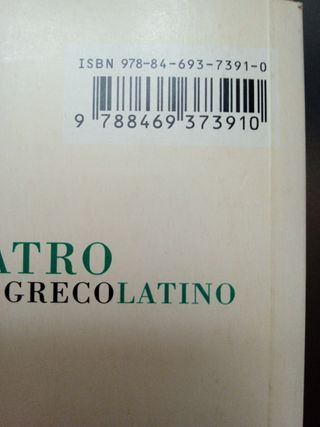 ISBN 978-84-693-7391-0
9 788469 373910
ATRO
GRECOLATINO